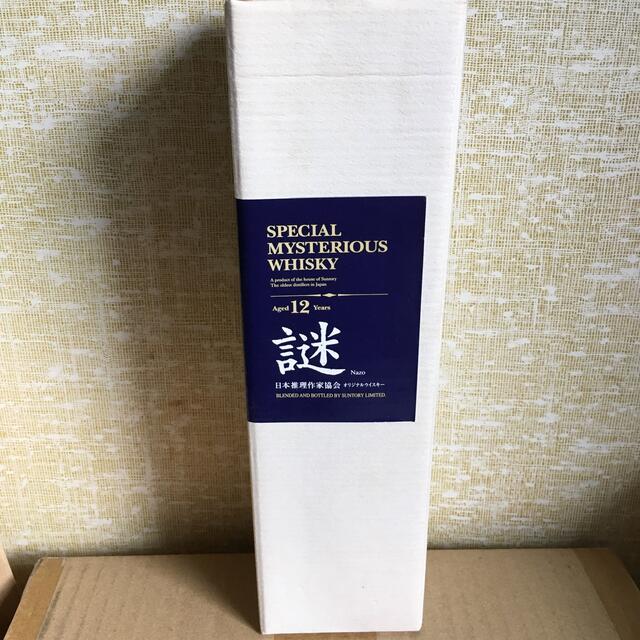 SPECIAL
MYSTERIOUS
WHISKY
A product of the house of Suntory
The oldest distillers in Japan
Aged 12 Years
謎 Nazo
日本推理作家協会 オリジナルウイスキー
BLENDED AND BOTTLED BY SUNTORY LIMITED.